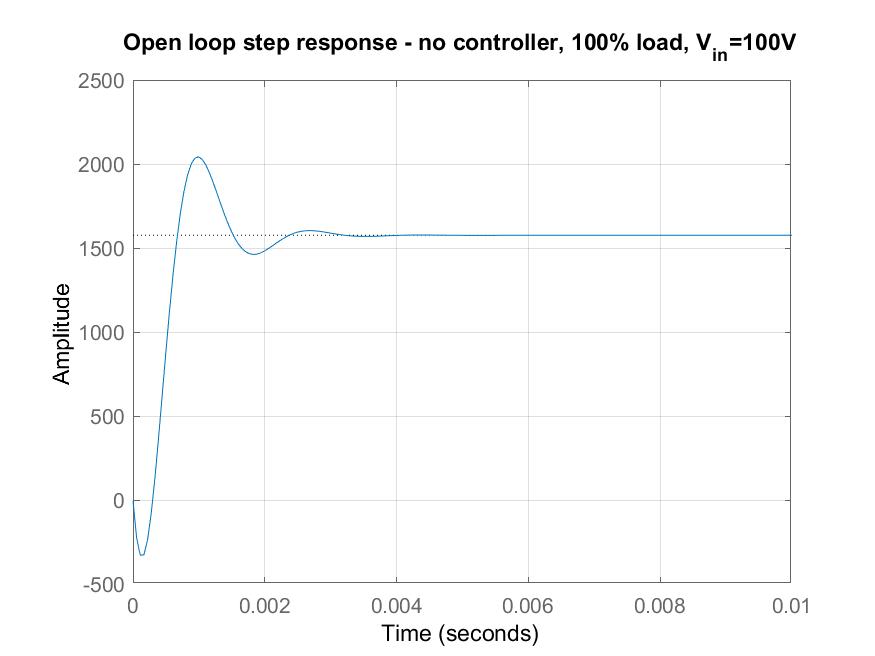 Open loop step response - no controller, 100% load, V_in=100V
2500
2000
1500
1000
500
0
-500
Amplitude
0 0.002 0.004 0.006 0.008 0.01
Time (seconds)